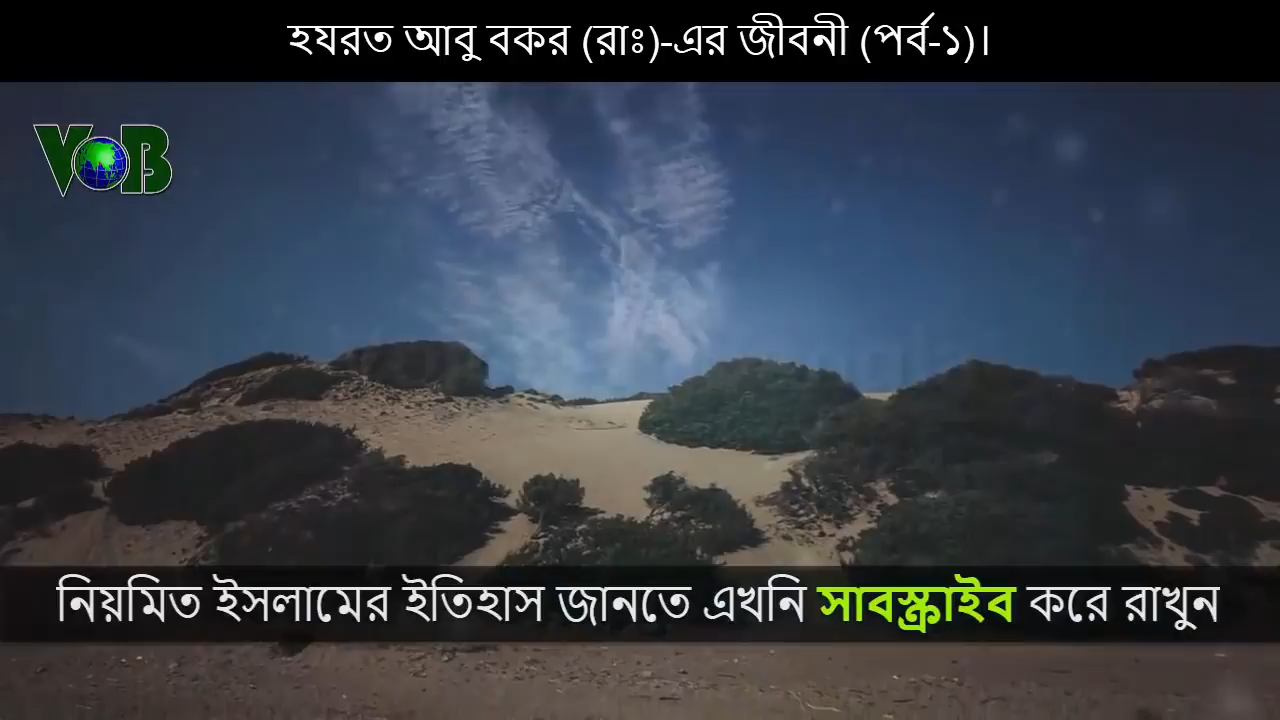 হযরত আবু বকর (রাঃ)-এর জীবনী (পর্ব-১)।
VOB
নিয়মিত ইসলামের ইতিহাস জানতে এখনি সাবস্ক্রাইব করে রাখুন